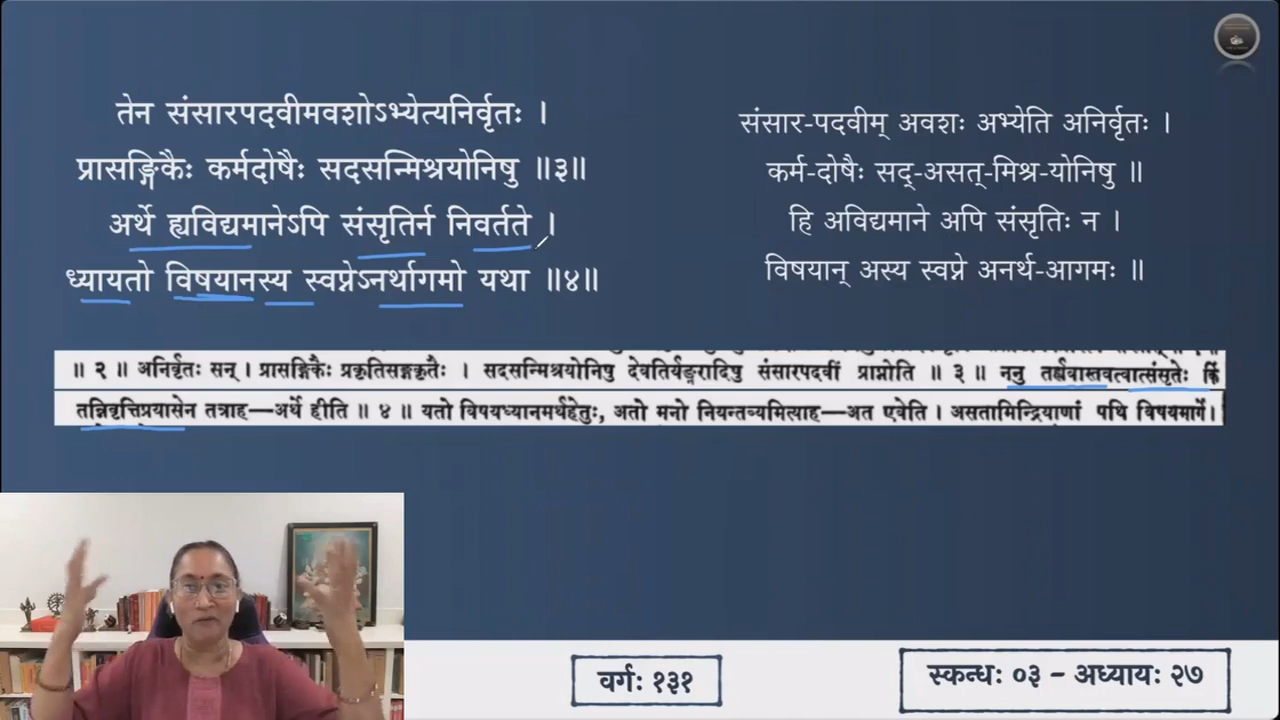 तेन संसारपदवीमवशोऽभ्येत्यनिर्वृतः ।
प्रासङ्गिकैः कर्मदोषैः सदसन्मिश्रयोनिषु ॥३॥
अर्थे ह्यविद्यमानेऽपि संसृतिर्न निवर्तते ।
ध्यायतो विषयानस्य स्वप्नेऽनर्थागमो यथा ॥४॥
संसार-पदवीम् अवशः अभ्येति अनिर्वृतः ।
कर्म-दोषैः सद्-असत्-मिश्र-योनिषु ॥
हि अविद्यमाने अपि संसृतिः न ।
विषयान् अस्य स्वप्ने अनर्थ-आगमः ॥
॥ २ ॥ अनिर्वृतः सन् । प्रासङ्गिकैः प्रकृतिसङ्गकृतैः । सदसन्मिश्रयोनिषु देवतिर्यङ्नरादिषु संसारपदवीं प्राप्नोति ॥ ३ ॥ ननु तर्ह्यवास्तवत्वात्संसृतेः किं
तन्निवृत्तिप्रयासेन तत्राह—अर्थे हीति ॥ ४ ॥ यतो विषयध्यानमर्थहेतुः, अतो मनो नियन्तव्यमित्याह—अत एवेति । असतामिन्द्रियाणां पथि विषयमार्गे।
वर्गः १३१
स्कन्धः ०३ – अध्यायः २७